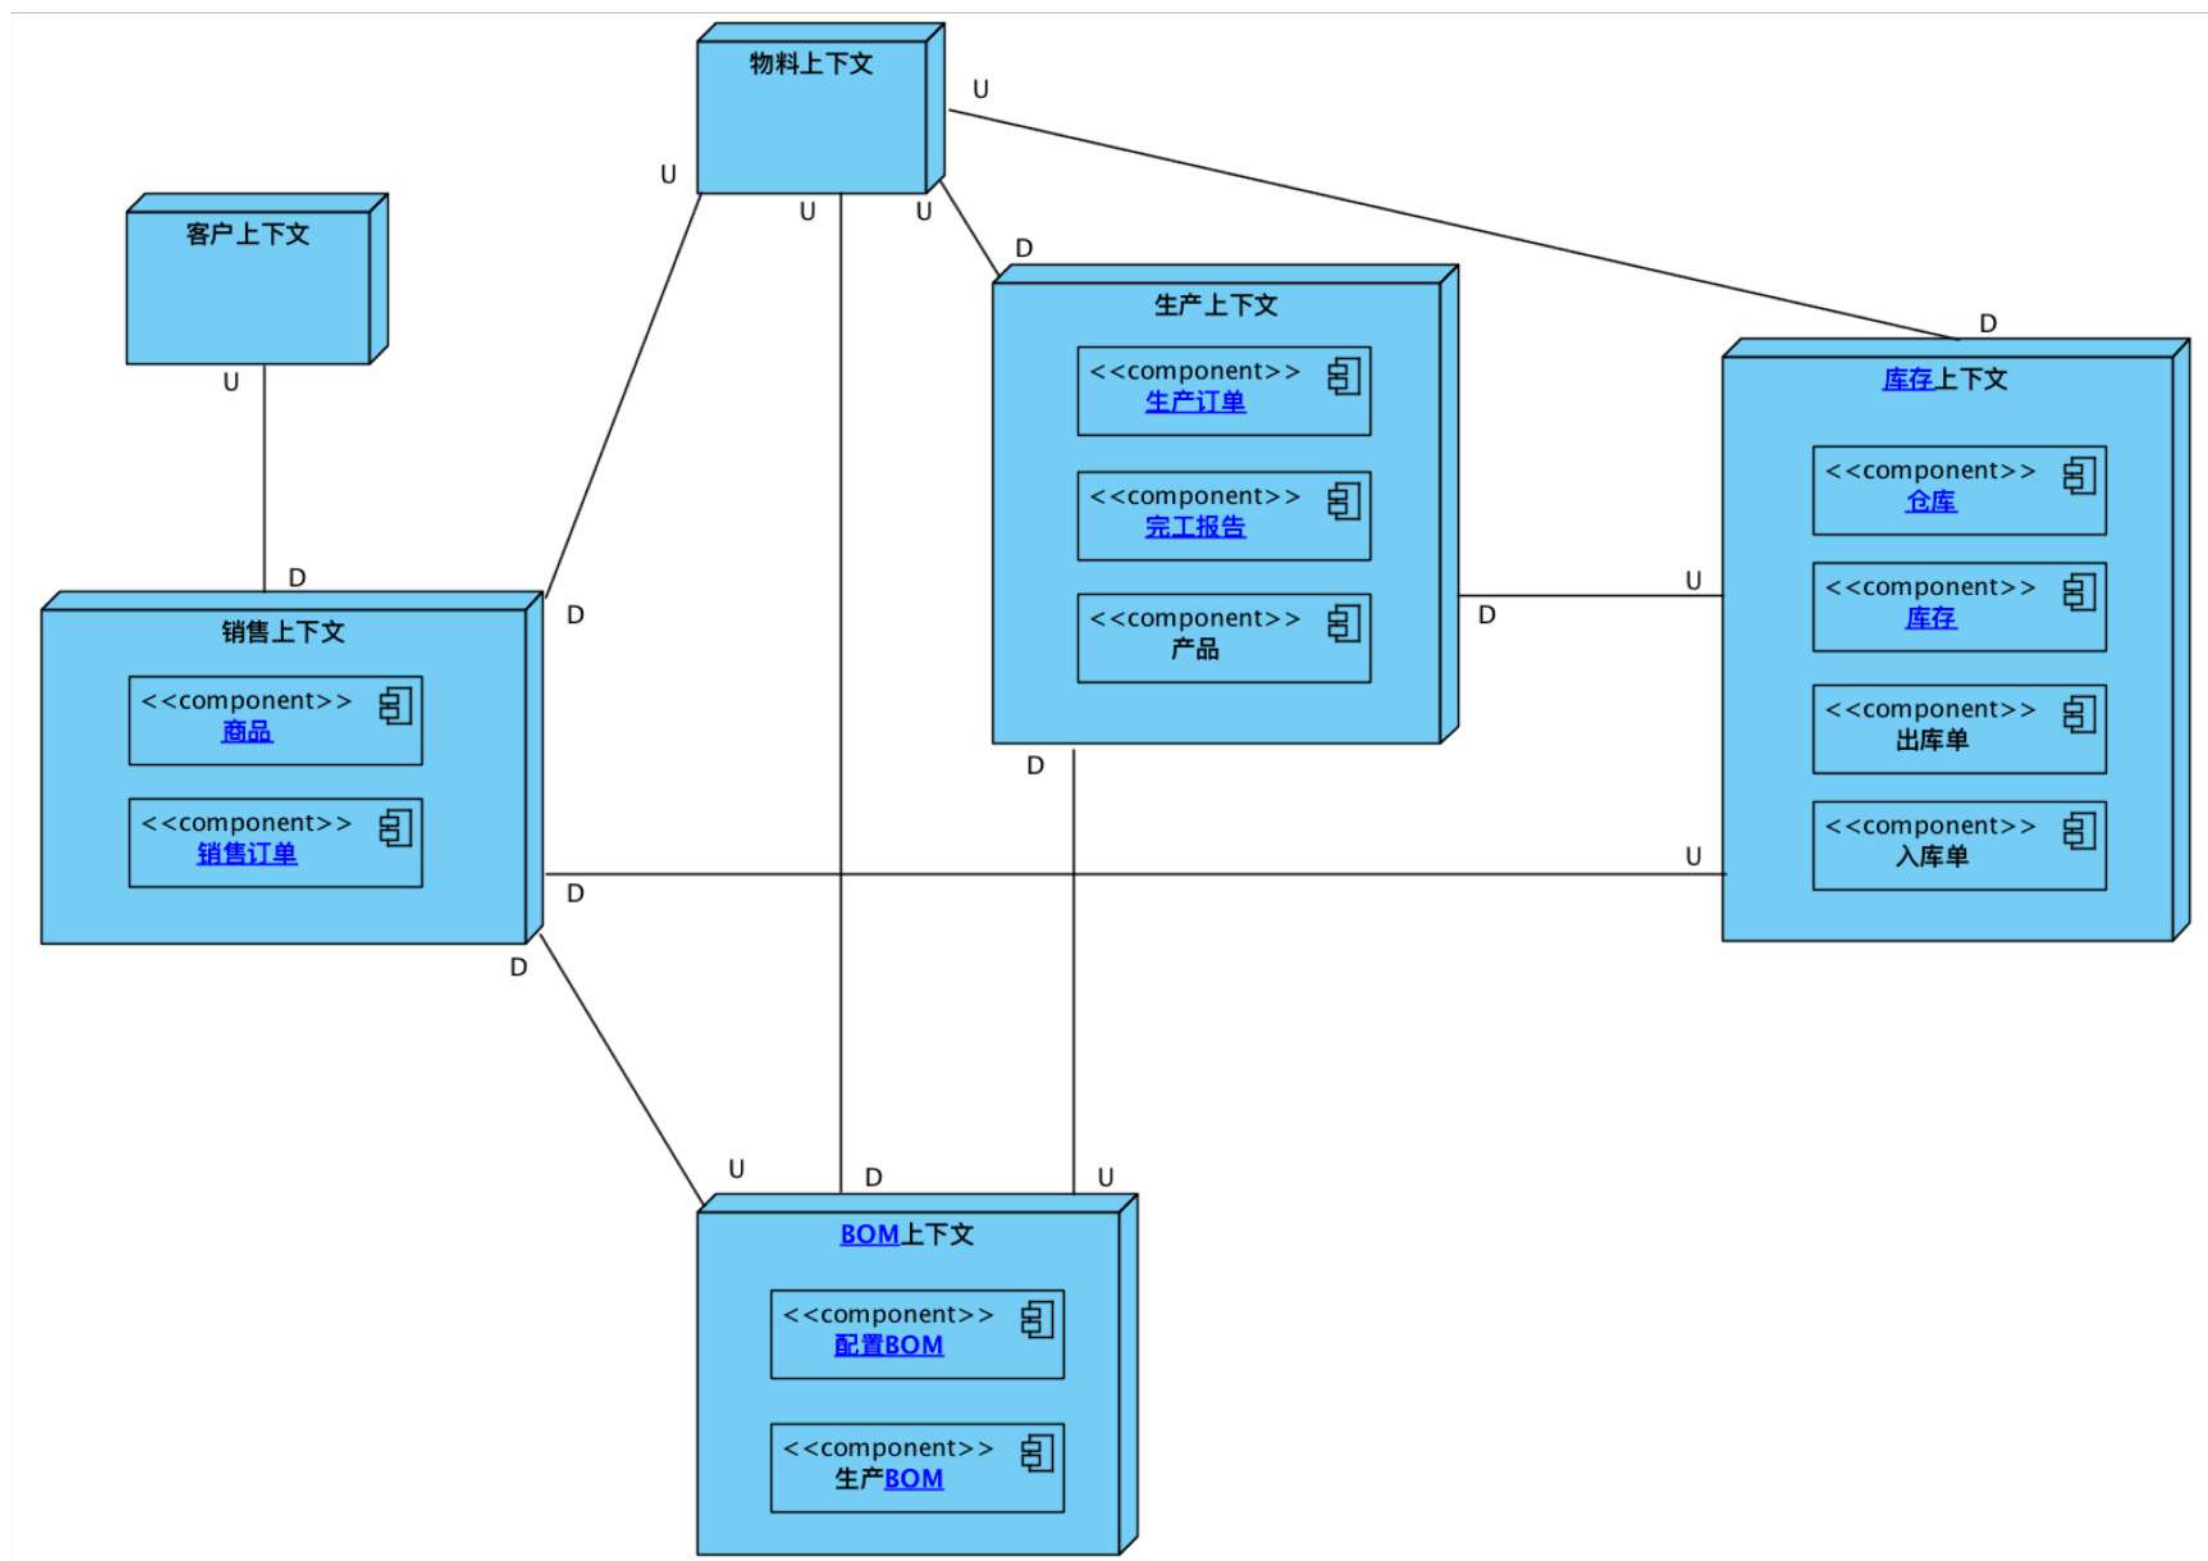 物料上下文
U
U
U
U
客户上下文
U
D
生产上下文
<<component>>
生产订单
<<component>>
完工报告
<<component>>
产品
D
库存上下文
<<component>>
仓库
<<component>>
库存
<<component>>
出库单
<<component>>
入库单
D
销售上下文
<<component>>
商品
<<component>>
销售订单
D
U
D
D
U
D
D
U
D
U
BOM上下文
<<component>>
配置BOM
<<component>>
生产BOM